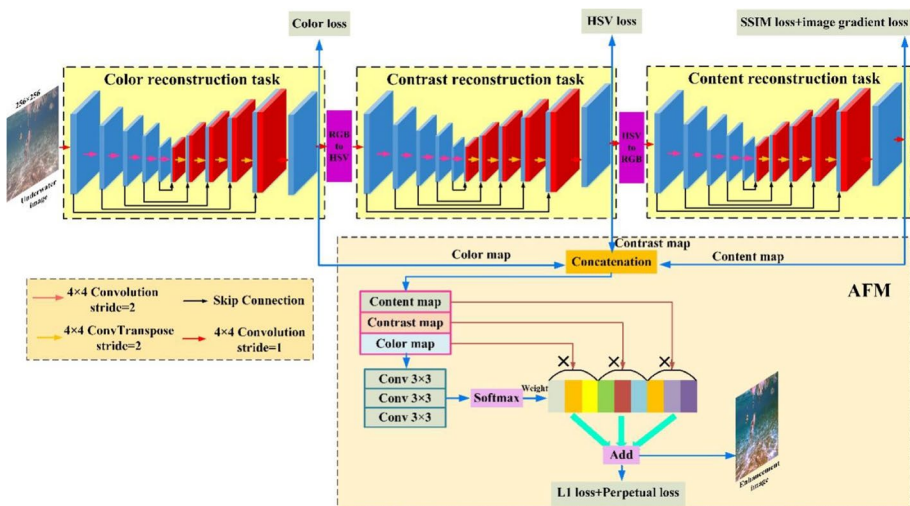 Color loss
HSV loss
SSIM loss+image gradient loss
Color reconstruction task
Contrast reconstruction task
Content reconstruction task
256×256
Underwater
image
RGB
to
HSV
HSV
to
RGB
Color map
Contrast map
Content map
Concatenation
AFM
4×4 Convolution
stride=2
Skip Connection
4×4 ConvTranspose
stride=2
4×4 Convolution
stride=1
Content map
Contrast map
Color map
Conv 3×3
Conv 3×3
Conv 3×3
Softmax
Weight
× × ×
Add
Enhancement
image
L1 loss+Perpetual loss